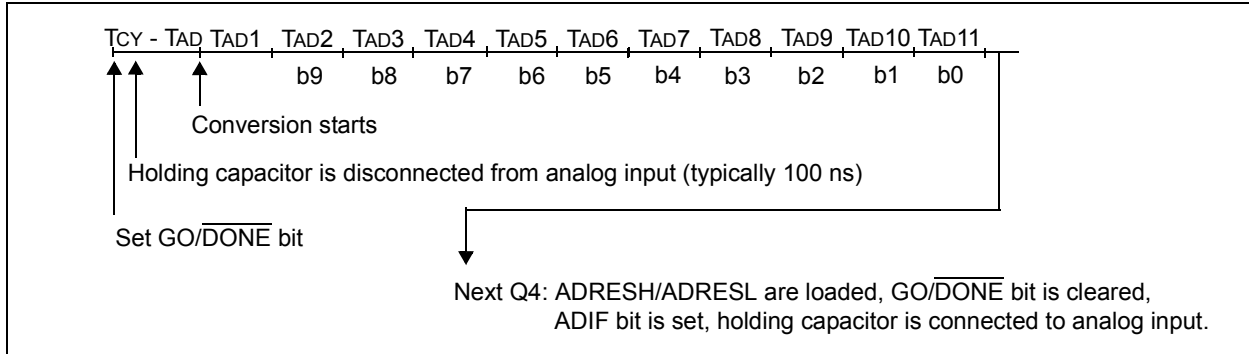 TCY - TAD TAD1 TAD2 TAD3 TAD4 TAD5 TAD6 TAD7 TAD8 TAD9 TAD10 TAD11
b9 b8 b7 b6 b5 b4 b3 b2 b1 b0
Conversion starts
Holding capacitor is disconnected from analog input (typically 100 ns)
Set GO/DONE bit
Next Q4: ADRESH/ADRESL are loaded, GO/DONE bit is cleared,
ADIF bit is set, holding capacitor is connected to analog input.